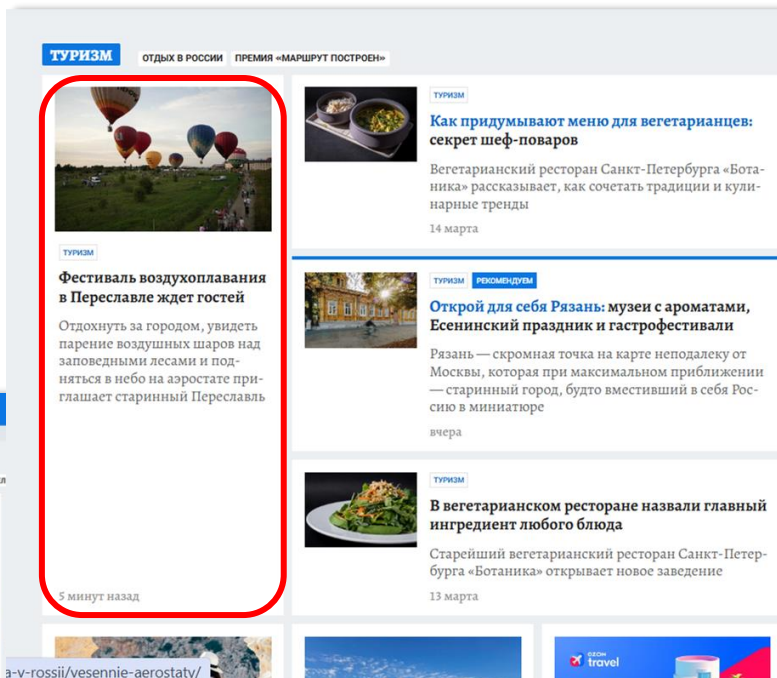 ТУРИЗМ
ОТДЫХ В РОССИИ
ПРЕМИЯ «МАРШРУТ ПОСТРОЕН»
ТУРИЗМ
Фестиваль воздухоплавания
в Переславле ждет гостей
Отдохнуть за городом, увидеть
парение воздушных шаров над
заповедными лесами и под-
няться в небо на аэростате при-
глашает старинный Переславль
5 минут назад
ТУРИЗМ
Как придумывают меню для вегетарианцев:
секрет шеф-поваров
Вегетарианский ресторан Санкт-Петербурга «Бота-
ника» рассказывает, как сочетать традиции и кули-
нарные тренды
14 марта
ТУРИЗМ
РЕКОМЕНДУЕМ
Открой для себя Рязань: музеи с ароматами,
Есенинский праздник и гастрофестивали
Рязань — скромная точка на карте неподалеку от
Москвы, которая при максимальном приближении
— старинный город, будто вместивший в себя Рос-
сию в миниатюре
вчера
ТУРИЗМ
В вегетарианском ресторане назвали главный
ингредиент любого блюда
Старейший вегетарианский ресторан Санкт-Петер-
бурга «Ботаника» открывает новое заведение
13 марта
OZON
travel
a-v-rossii/vesennie-aerostaty/